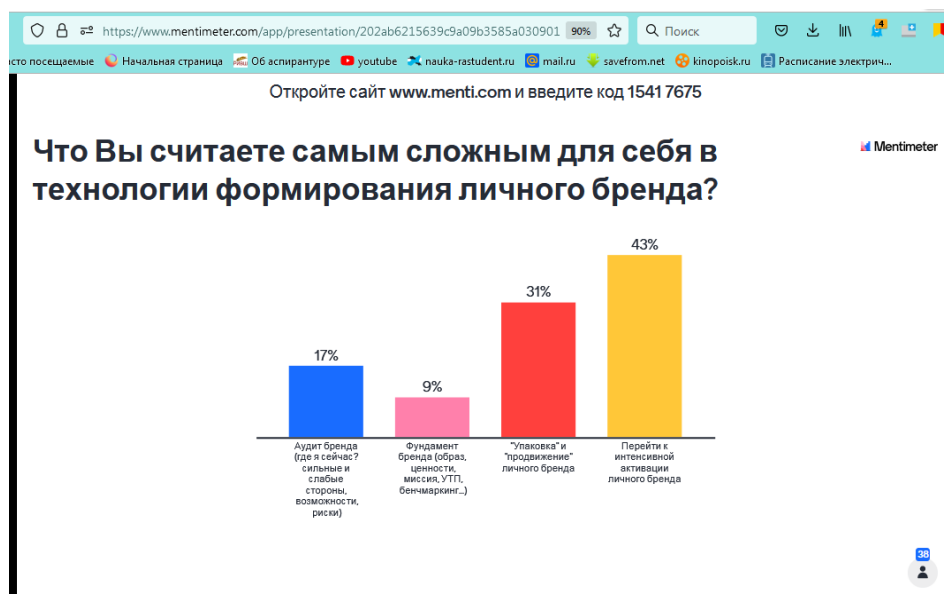 https://www.mentimeter.com/app/presentation/202ab6215639c9a09b3585a030901
90%
Поиск
4
сто посещаемые
Начальная страница
Об аспирантуре
youtube
nauka-rastudent.ru
mail.ru
savefrom.net
kinopoisk.ru
Расписание электрич...
Откройте сайт www.menti.com и введите код 1541 7675
Что Вы считаете самым сложным для себя в
технологии формирования личного бренда?
Mentimeter
43%
31%
17%
9%
Аудит бренда
(где я сейчас?
сильные и
слабые
стороны,
возможности,
риски)
Фундамент
бренда (образ,
ценности,
миссия, УТП,
бенчмаркинг...)
"Упаковка" и
"продвижение"
личного бренда
Перейти к
интенсивной
активации
личного бренда
38